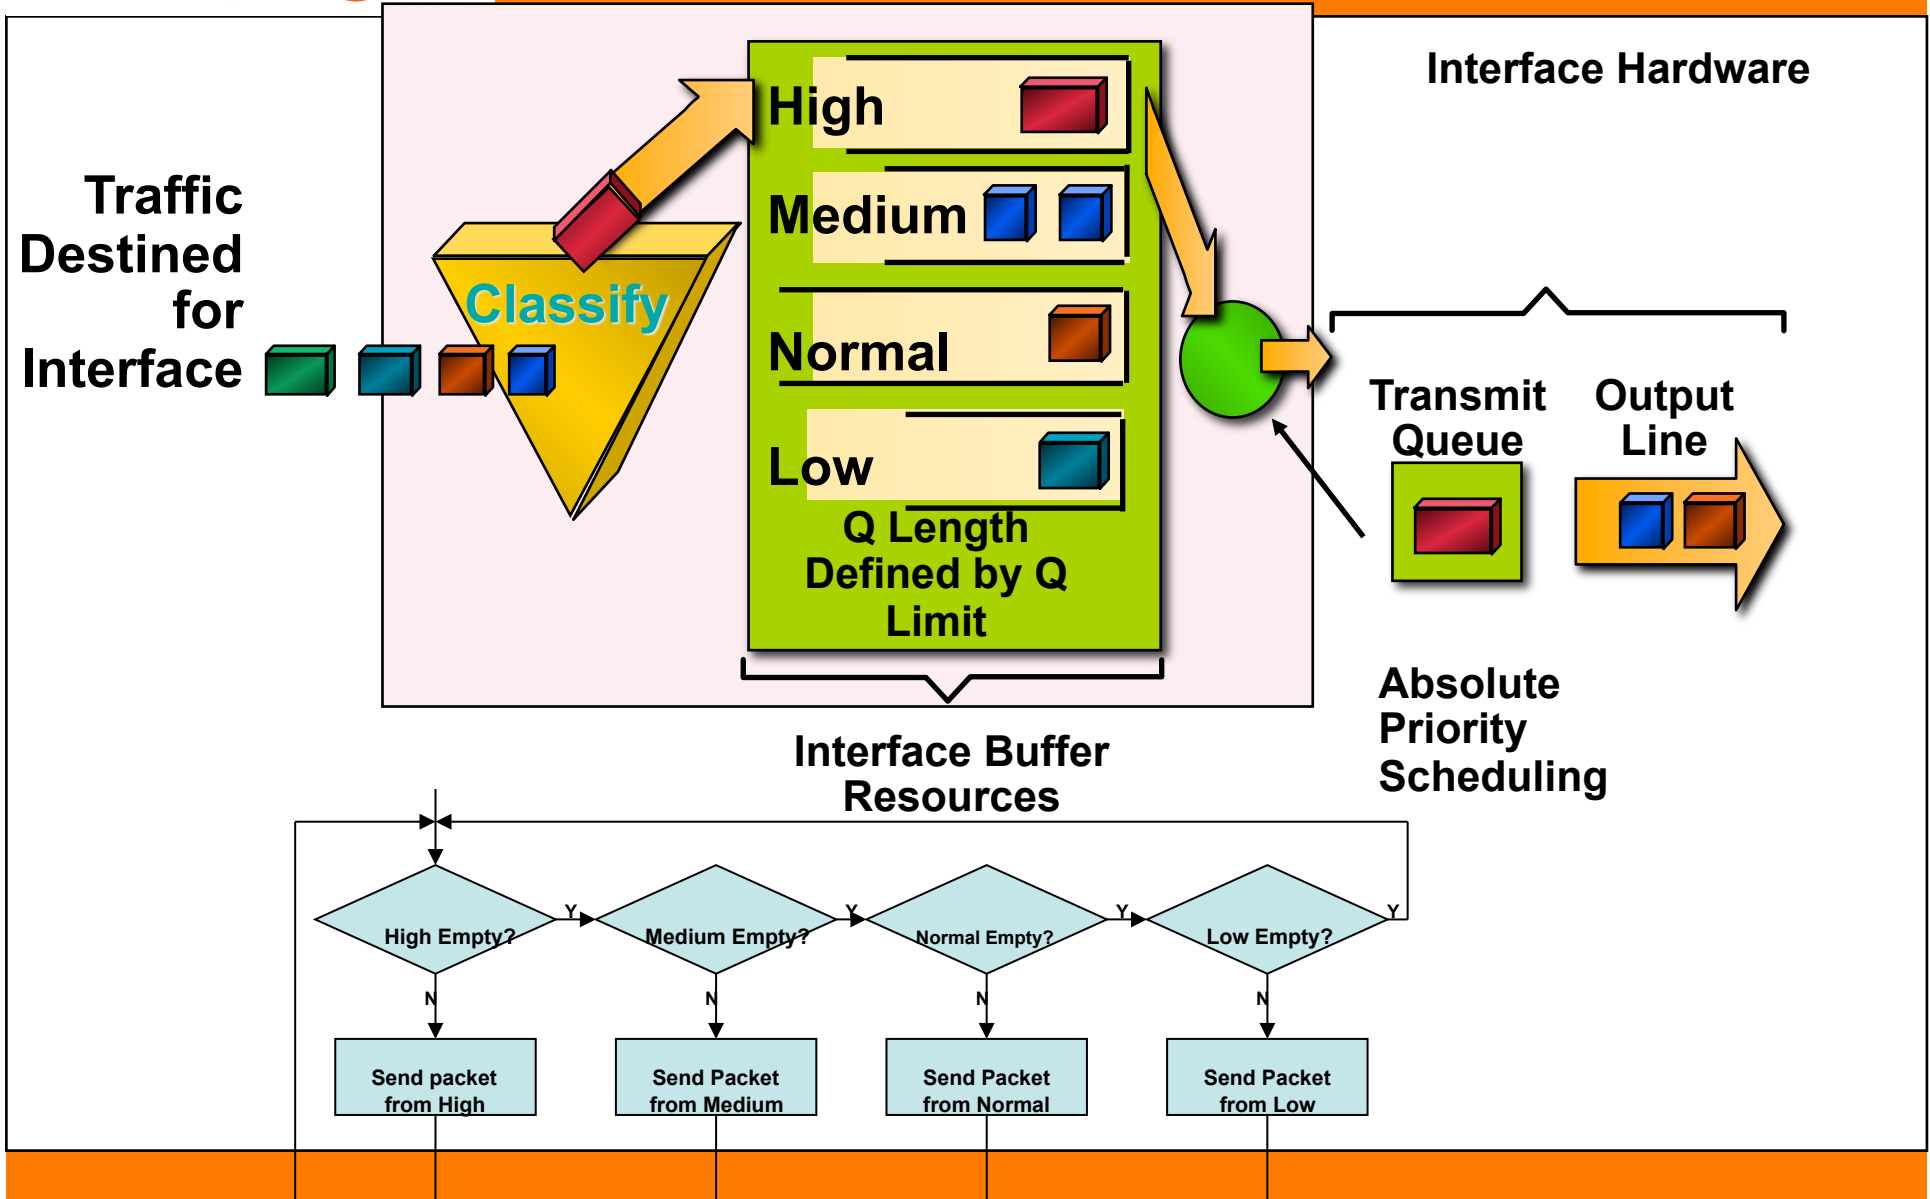 Interface Hardware
Traffic
Destined
for
Interface
Classify
High
Medium
Normal
Low
Q Length
Defined by Q
Limit
Transmit
Queue
Output
Line
Absolute
Priority
Scheduling
Interface Buffer
Resources
High Empty?
Y
Medium Empty?
Y
Normal Empty?
Y
Low Empty?
Y
N
N
N
N
Send packet
from High
Send Packet
from Medium
Send Packet
from Normal
Send Packet
from Low